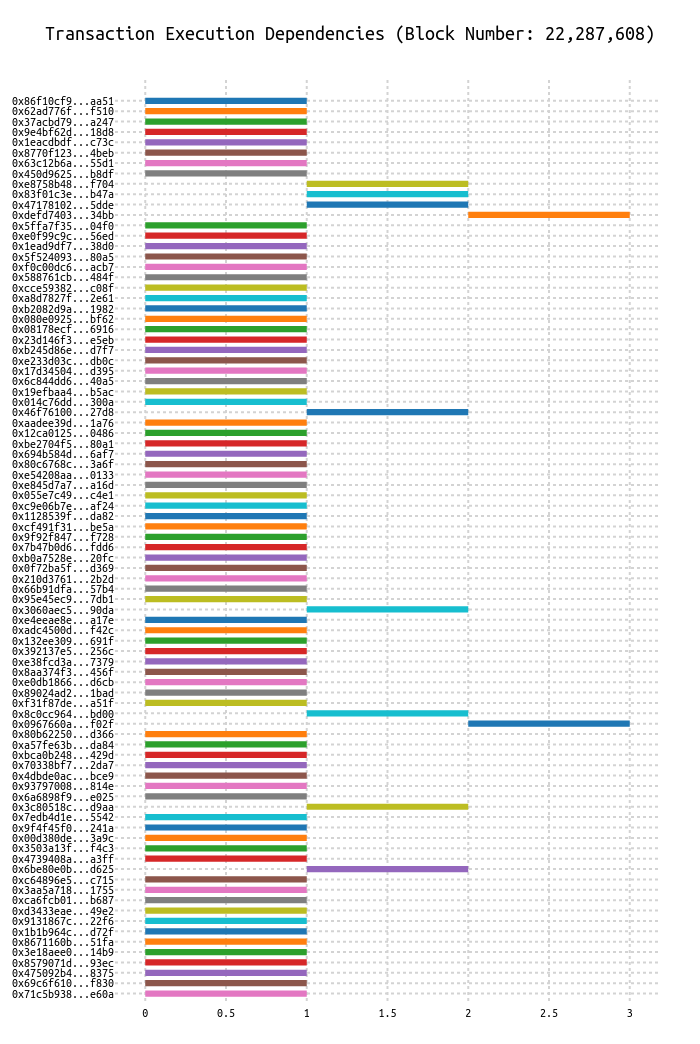 Transaction Execution Dependencies (Block Number: 22,287,608)
0x86f10cf9...aa51
0x62ad776f...f510
0x37acbd79...a247
0x9e4bf62d...18d8
0x1eacdbdf...c73c
0x8770f123...4beb
0x63c12b6a...55d1
0x450d9625...b8df
0xe8758b48...f704
0x83f01c3e...b47a
0x47178102...5dde
0xdefd7403...34bb
0x5ffa7f35...04f0
0xe0f99c9c...56ed
0x1ead9df7...38d0
0x5f524093...80a5
0xf0c00dc6...acb7
0x588761cb...484f
0xcce59382...c08f
0xa8d7827f...2e61
0xb2082d9a...1982
0x080e0925...bf62
0x08178ecf...6916
0x23d146f3...e5eb
0xb245d86e...d7f7
0xe233d03c...db0c
0x17d34504...d395
0x6c844dd6...40a5
0x19efbaa4...b5ac
0x014c76dd...300a
0x46f76100...27d8
0xaadee39d...1a76
0x12ca0125...0486
0xbe2704f5...80a1
0x694b584d...6af7
0x80c6768c...3a6f
0xe54208aa...0133
0xe845d7a7...a16d
0x055e7c49...c4e1
0xc9e06b7e...af24
0x1128539f...da82
0xcf491f31...be5a
0x9f92f847...f728
0x7b47b0d6...fdd6
0xb0a7528e...20fc
0x0f72ba5f...d369
0x210d3761...2b2d
0x66b91dfa...57b4
0x95e45ec9...7db1
0x3060aec5...90da
0xe4eeae8e...a17e
0xadc4500d...f42c
0x132ee309...691f
0x392137e5...256c
0xe38fcd3a...7379
0x8aa374f3...456f
0xe0db1866...d6cb
0x89024ad2...1bad
0xf31f87de...a51f
0x8c0cc964...bd00
0x0967660a...f02f
0x80b62250...d366
0xa57fe63b...da84
0xbca0b248...429d
0x70338bf7...2da7
0x4dbde0ac...bce9
0x93797008...814e
0x6a6898f9...e025
0x3c80518c...d9aa
0x7edb4d1e...5542
0x9f4f45f0...241a
0x00d380de...3a9c
0x3503a13f...f4c3
0x4739408a...a3ff
0x6be80e0b...d625
0xc64896e5...c715
0x3aa5a718...1755
0xca6fcb01...b687
0xd3433eae...49e2
0x9131867c...22f6
0x1b1b964c...d72f
0x8671160b...51fa
0x3e18aee0...14b9
0x8579071d...93ec
0x475092b4...8375
0x69c6f610...f830
0x71c5b938...e60a
0 0.5 1 1.5 2 2.5 3